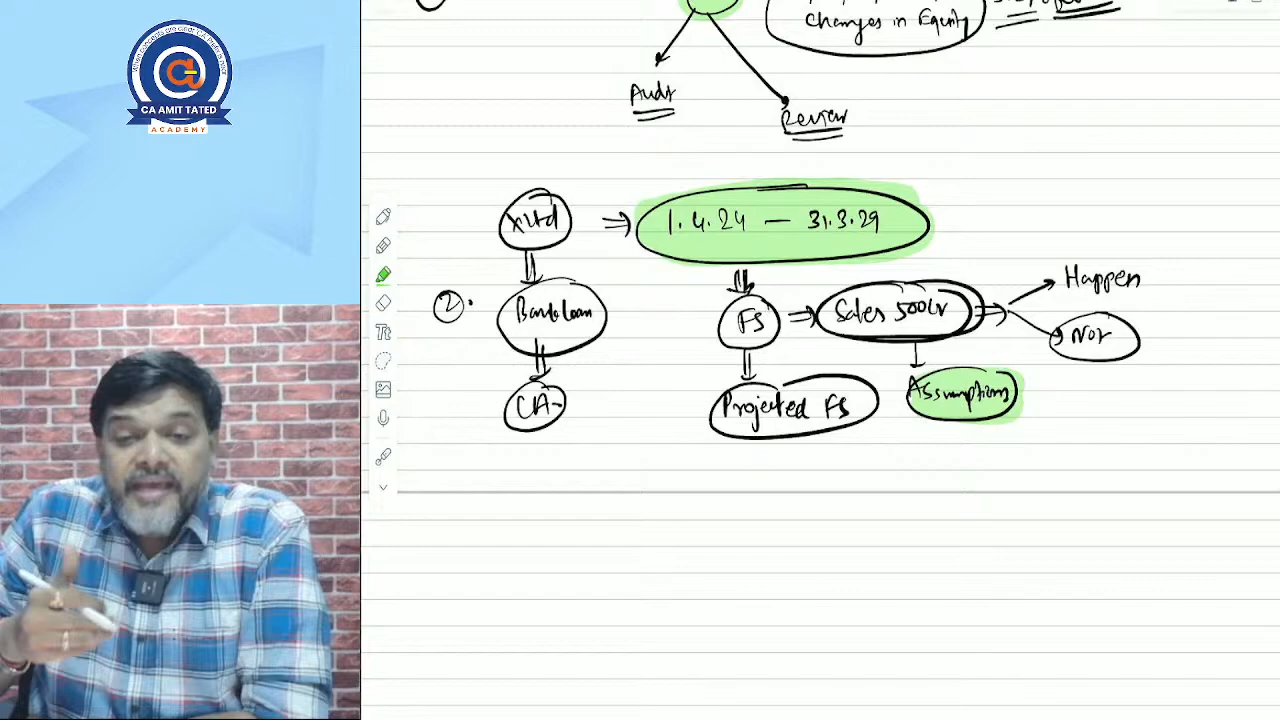 Changes in Equity
Audit
Review
CA AMIT TATED
ACADEMY
X Ltd ⇒ 1.4.24 — 31.3.29
Happen
2. Bank Loan
FS ⇒ Sales 500Cr ⇒
Not
CA
Projected FS
Assumptions
Tt